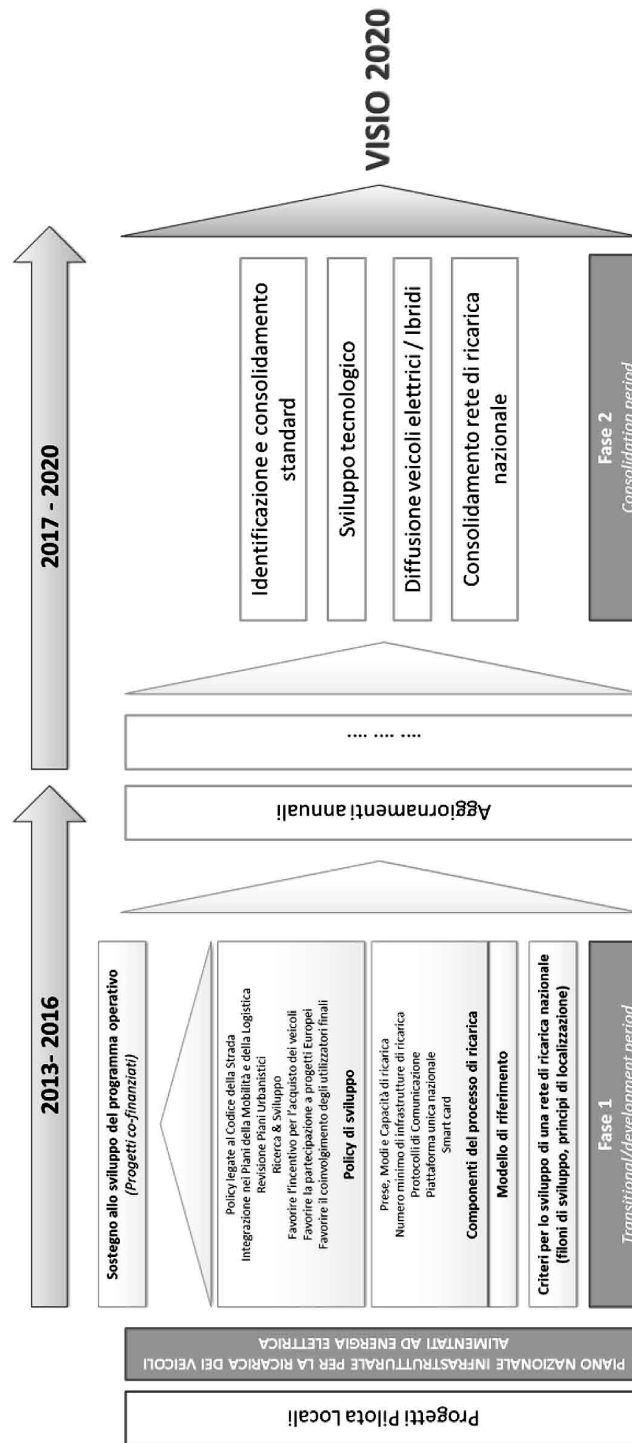 2013- 2016
2017 - 2020
VISIO 2020
Progetti Pilota Locali
PIANO NAZIONALE INFRASTRUTTURALE PER LA RICARICA DEI VEICOLI
ALIMENTATI AD ENERGIA ELETTRICA
Sostegno allo sviluppo del programma operativo
(Progetti co-finanziati)
Policy legate al Codice della Strada
Integrazione nei Piani della Mobilità e della Logistica
Revisione Piani Urbanistici
Ricerca & Sviluppo
Favorire l'incentivo per l'acquisto dei veicoli
Favorire la partecipazione a progetti Europei
Favorire il coinvolgimento degli utilizzatori finali
Policy di sviluppo
Prese, Modi e Capacità di ricarica
Numero minimo di infrastrutture di ricarica
Protocolli di Comunicazione
Piattaforma unica nazionale
Smart card
Componenti del processo di ricarica
Modello di riferimento
Criteri per lo sviluppo di una rete di ricarica nazionale
(filoni di sviluppo, principi di localizzazione)
Fase 1
Transitional/development period
Aggiornamenti annuali
.... .... ....
Identificazione e consolidamento
standard
Sviluppo tecnologico
Diffusione veicoli elettrici / Ibridi
Consolidamento rete di ricarica
nazionale
Fase 2
Consolidation period